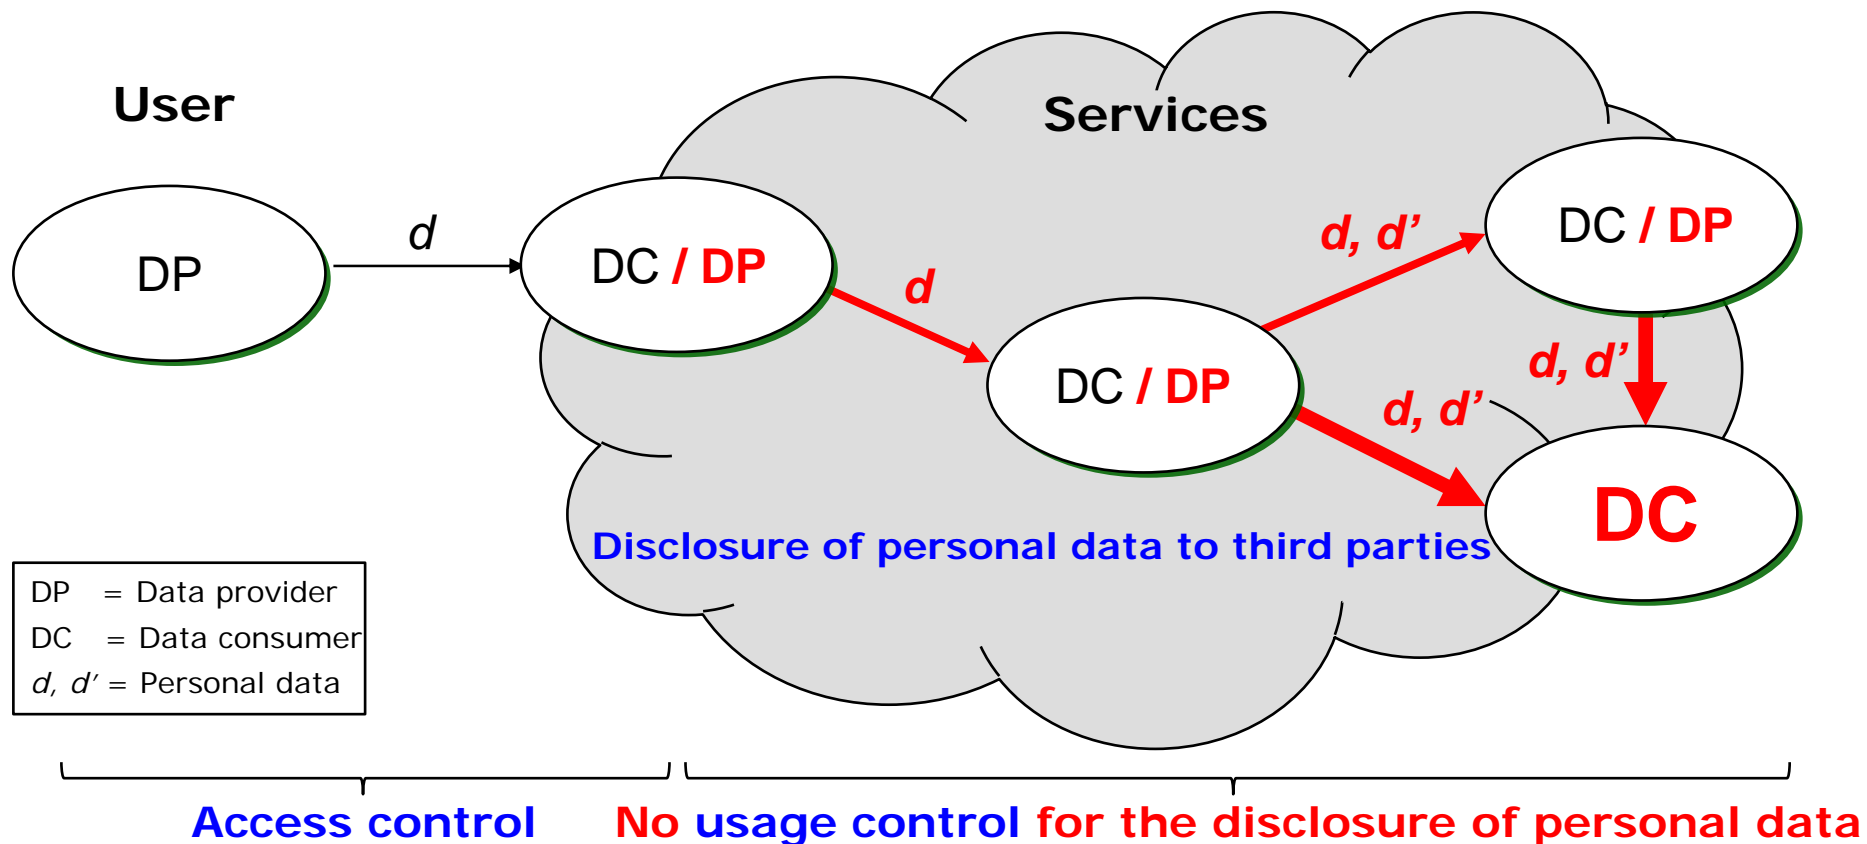 User
Services
DP
d
DC / DP
d
DC / DP
d, d’
DC / DP
d, d’
d, d’
DC
Disclosure of personal data to third parties
DP = Data provider
DC = Data consumer
d, d’ = Personal data
Access control
No usage control for the disclosure of personal data